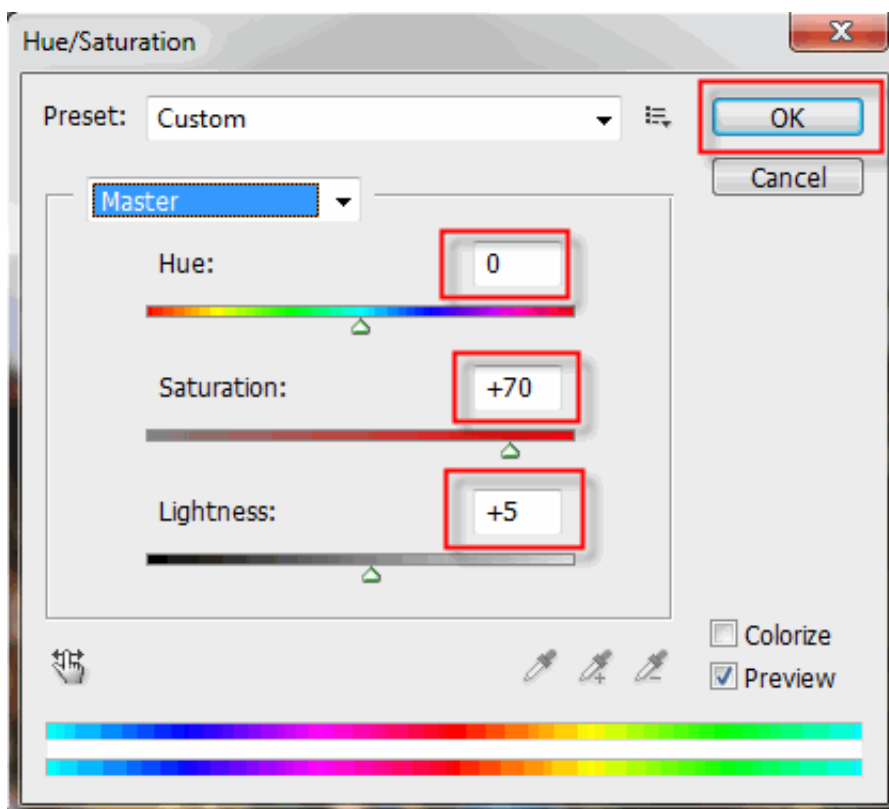 Hue/Saturation
Preset: Custom
OK
Cancel
Master
Hue: 0
Saturation: +70
Lightness: +5
Colorize
Preview